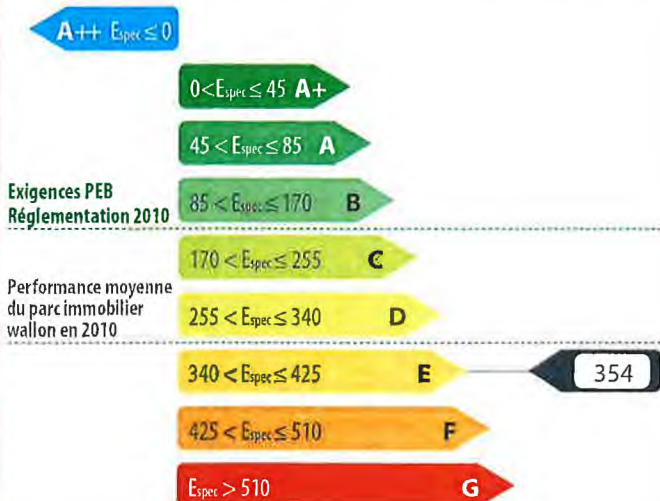 A++ Espec ≤ 0
0 < Espec ≤ 45 A+
45 < Espec ≤ 85 A
Exigences PEB
Réglementation 2010
85 < Espec ≤ 170 B
170 < Espec ≤ 255 C
Performance moyenne
du parc immobilier
wallon en 2010
255 < Espec ≤ 340 D
340 < Espec ≤ 425 E
354
425 < Espec ≤ 510 F
Espec > 510 G